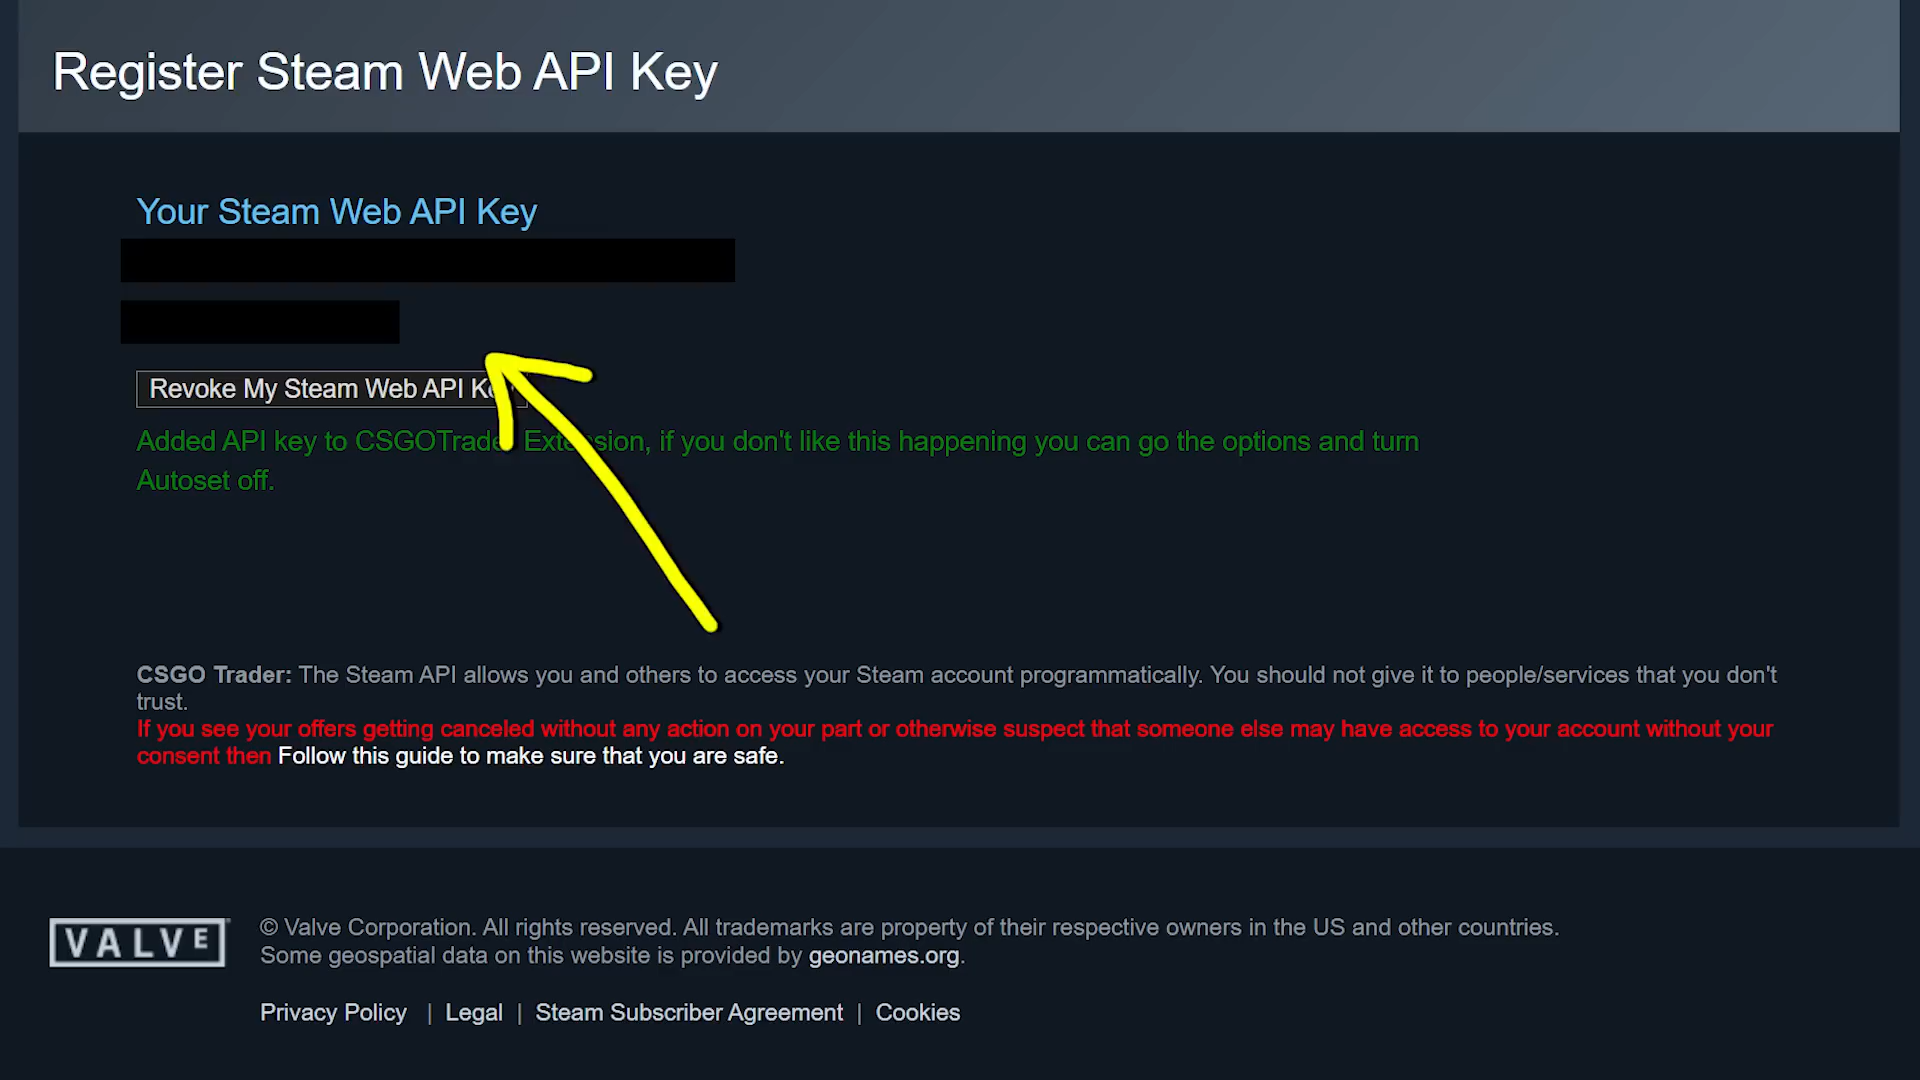 Register Steam Web API Key
Your Steam Web API Key
Revoke My Steam Web API
Added API key to CSGOTrader Extension, if you don't like this happening you can go the options and turn
Autoset off.
CSGO Trader: The Steam API allows you and others to access your Steam account programmatically. You should not give it to people/services that you don't
trust.
If you see your offers getting canceled without any action on your part or otherwise suspect that someone else may have access to your account without your
consent then Follow this guide to make sure that you are safe.
VALVE
© Valve Corporation. All rights reserved. All trademarks are property of their respective owners in the US and other countries.
Some geospatial data on this website is provided by geonames.org.
Privacy Policy | Legal | Steam Subscriber Agreement | Cookies